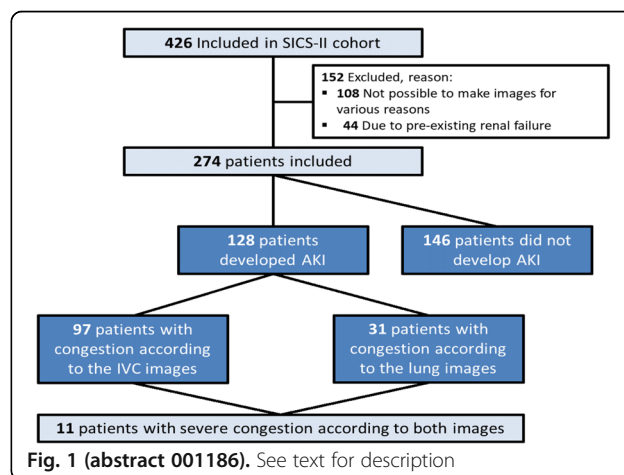 426 Included in SICS-II cohort
152 Excluded, reason:
▪ 108 Not possible to make images for
various reasons
▪ 44 Due to pre-existing renal failure
274 patients included
128 patients
developed AKI
146 patients did not
develop AKI
97 patients with
congestion according
to the IVC images
31 patients with
congestion according
to the lung images
11 patients with severe congestion according to both images
Fig. 1 (abstract 001186). See text for description